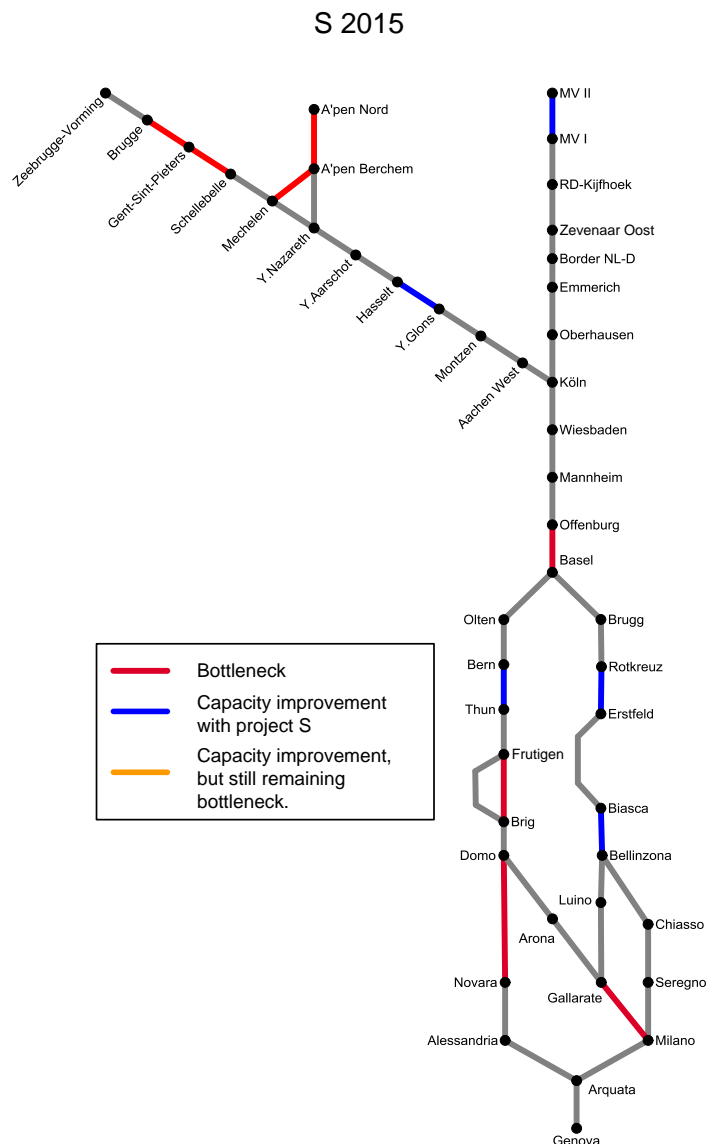 S 2015
MV II
Zeebrugge-Vorming
A'pen Nord
Brugge
MV I
Gent-Sint-Pieters
A'pen Berchem
Schellebelle
RD-Kijfhoek
Mechelen
Y.Nazareth
Zevenaar Oost
Y.Aarschot
Border NL-D
Hasselt
Emmerich
Y.Glons
Oberhausen
Montzen
Aachen West
Köln
Wiesbaden
Mannheim
Offenburg
Basel
Olten
Brugg
Bern
Rotkreuz
Thun
Erstfeld
Bottleneck
Capacity improvement
with project S
Capacity improvement,
but still remaining
bottleneck.
Frutigen
Brig
Biasca
Domo
Bellinzona
Luino
Chiasso
Arona
Novara
Gallarate
Seregno
Alessandria
Milano
Arquata
Genova